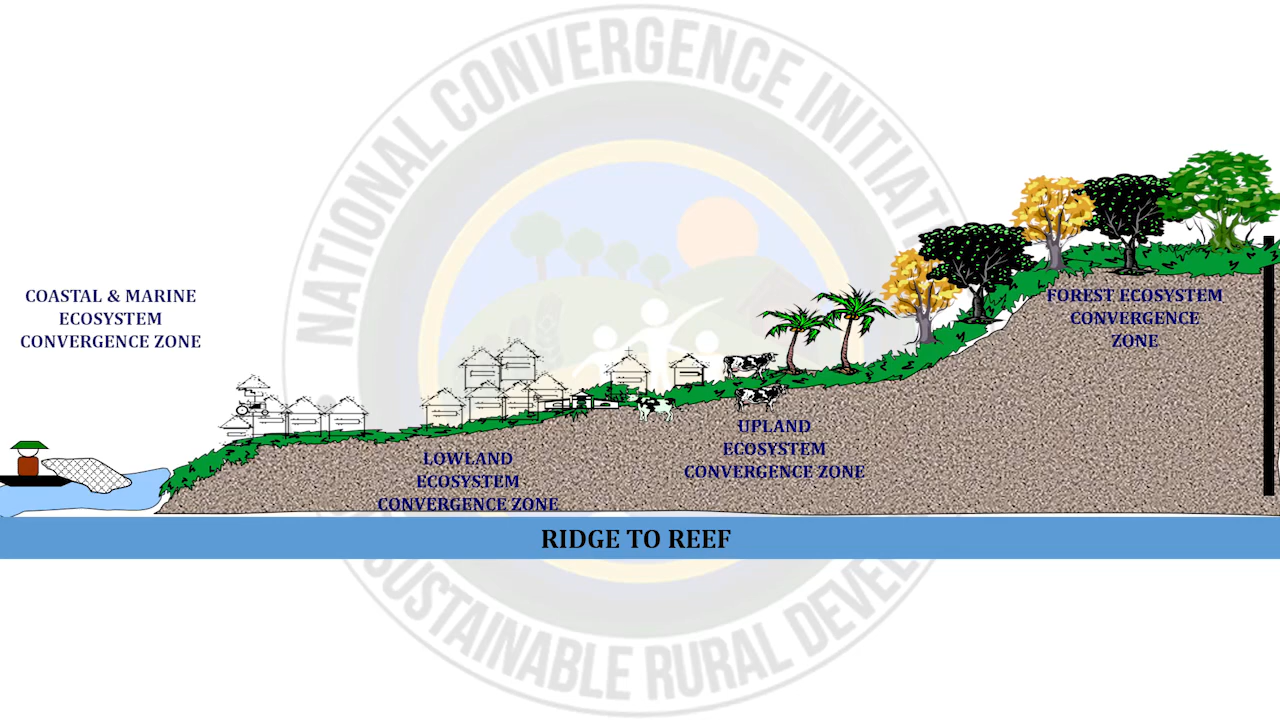 NATIONAL CONVERGENCE INITIATIVE
COASTAL & MARINE
ECOSYSTEM
CONVERGENCE ZONE
FOREST ECOSYSTEM
CONVERGENCE
ZONE
UPLAND
ECOSYSTEM
CONVERGENCE ZONE
LOWLAND
ECOSYSTEM
CONVERGENCE ZONE
RIDGE TO REEF
SUSTAINABLE RURAL DEVEL